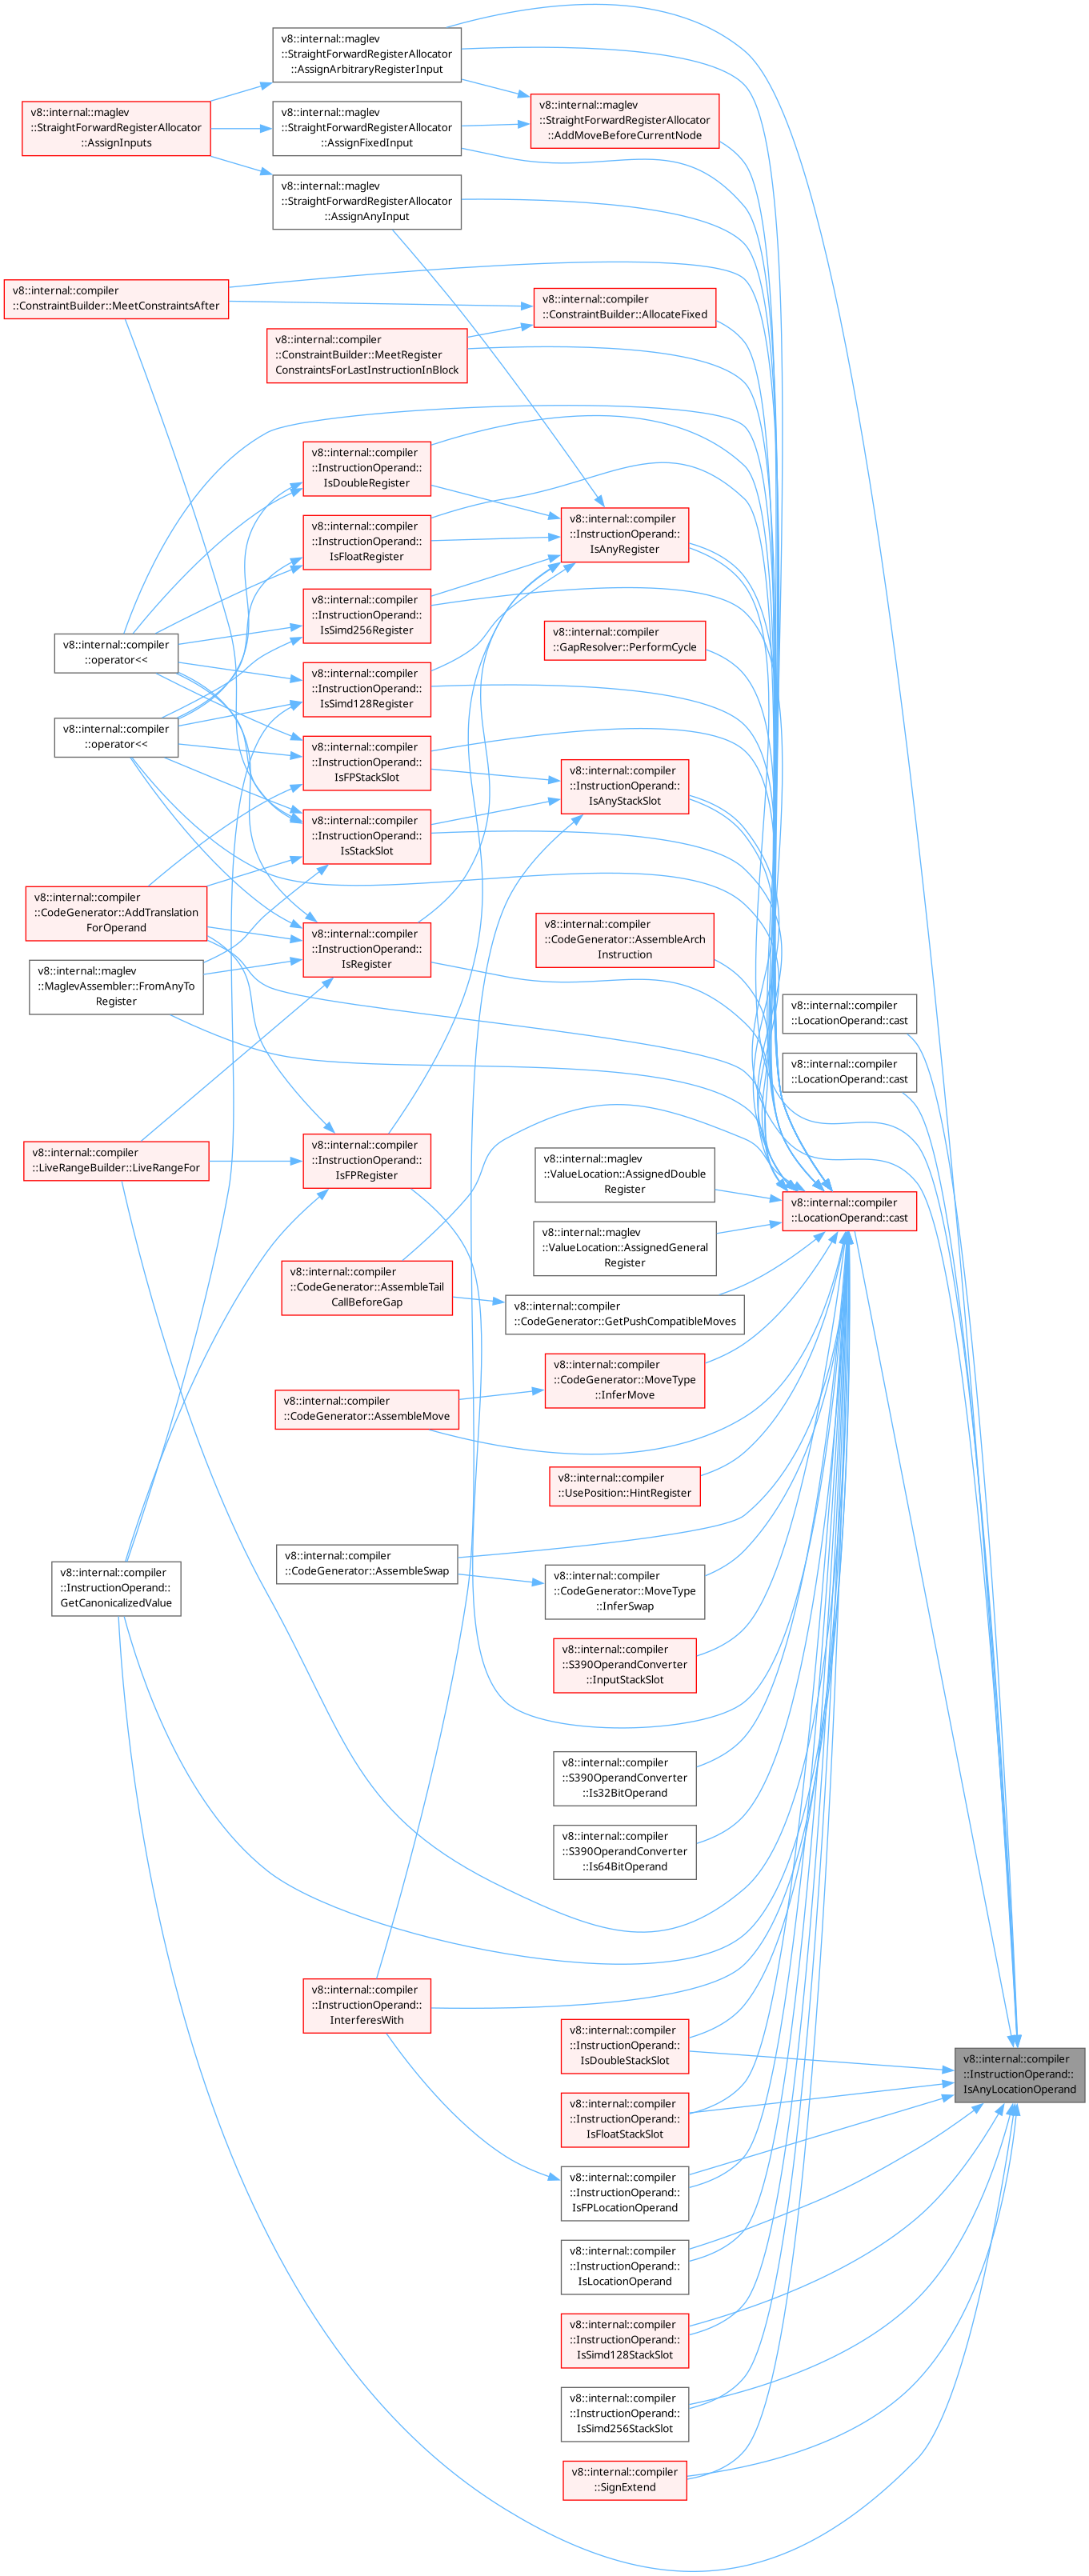 v8::internal::maglev
::StraightForwardRegisterAllocator
::AssignArbitraryRegisterInput
v8::internal::maglev
::StraightForwardRegisterAllocator
::AddMoveBeforeCurrentNode
v8::internal::maglev
::StraightForwardRegisterAllocator
::AssignInputs
v8::internal::maglev
::StraightForwardRegisterAllocator
::AssignFixedInput
v8::internal::maglev
::StraightForwardRegisterAllocator
::AssignAnyInput
v8::internal::compiler
::ConstraintBuilder::MeetConstraintsAfter
v8::internal::compiler
::ConstraintBuilder::AllocateFixed
v8::internal::compiler
::ConstraintBuilder::MeetRegister
ConstraintsForLastInstructionInBlock
v8::internal::compiler
::InstructionOperand::
IsDoubleRegister
v8::internal::compiler
::InstructionOperand::
IsAnyRegister
v8::internal::compiler
::InstructionOperand::
IsFloatRegister
v8::internal::compiler
::InstructionOperand::
IsSimd256Register
v8::internal::compiler
::GapResolver::PerformCycle
v8::internal::compiler
::operator<<
v8::internal::compiler
::InstructionOperand::
IsSimd128Register
v8::internal::compiler
::operator<<
v8::internal::compiler
::InstructionOperand::
IsFPStackSlot
v8::internal::compiler
::InstructionOperand::
IsAnyStackSlot
v8::internal::compiler
::InstructionOperand::
IsStackSlot
v8::internal::compiler
::CodeGenerator::AddTranslation
ForOperand
v8::internal::compiler
::InstructionOperand::
IsRegister
v8::internal::compiler
::CodeGenerator::AssembleArch
Instruction
v8::internal::maglev
::MaglevAssembler::FromAnyTo
Register
v8::internal::compiler
::LocationOperand::cast
v8::internal::compiler
::LocationOperand::cast
v8::internal::compiler
::LiveRangeBuilder::LiveRangeFor
v8::internal::compiler
::InstructionOperand::
IsFPRegister
v8::internal::maglev
::ValueLocation::AssignedDouble
Register
v8::internal::compiler
::LocationOperand::cast
v8::internal::maglev
::ValueLocation::AssignedGeneral
Register
v8::internal::compiler
::CodeGenerator::AssembleTail
CallBeforeGap
v8::internal::compiler
::CodeGenerator::GetPushCompatibleMoves
v8::internal::compiler
::CodeGenerator::MoveType
::InferMove
v8::internal::compiler
::CodeGenerator::AssembleMove
v8::internal::compiler
::UsePosition::HintRegister
v8::internal::compiler
::CodeGenerator::AssembleSwap
v8::internal::compiler
::CodeGenerator::MoveType
::InferSwap
v8::internal::compiler
::InstructionOperand::
GetCanonicalizedValue
v8::internal::compiler
::S390OperandConverter
::InputStackSlot
v8::internal::compiler
::S390OperandConverter
::Is32BitOperand
v8::internal::compiler
::S390OperandConverter
::Is64BitOperand
v8::internal::compiler
::InstructionOperand::
InterferesWith
v8::internal::compiler
::InstructionOperand::
IsDoubleStackSlot
v8::internal::compiler
::InstructionOperand::
IsAnyLocationOperand
v8::internal::compiler
::InstructionOperand::
IsFloatStackSlot
v8::internal::compiler
::InstructionOperand::
IsFPLocationOperand
v8::internal::compiler
::InstructionOperand::
IsLocationOperand
v8::internal::compiler
::InstructionOperand::
IsSimd128StackSlot
v8::internal::compiler
::InstructionOperand::
IsSimd256StackSlot
v8::internal::compiler
::SignExtend